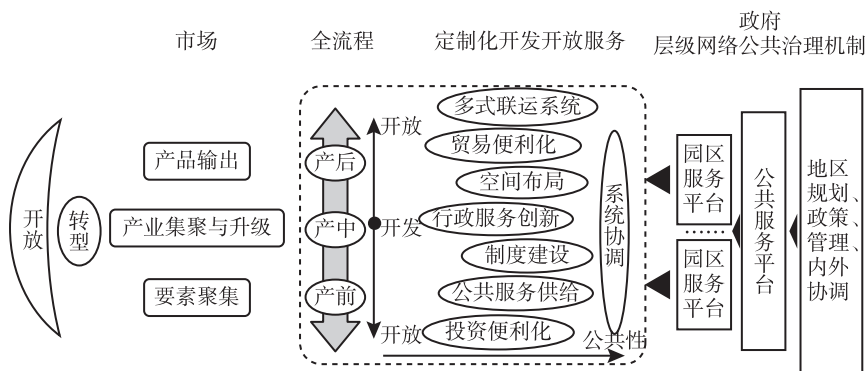 市场
全流程
定制化开发开放服务
政府
层级网络公共治理机制
开放
转型
产品输出
产业集聚与升级
要素聚集
产后
产中
产前
开放
开发
开放
多式联运系统
贸易便利化
空间布局
行政服务创新
制度建设
公共服务供给
投资便利化
系统协调
公共性
园区
服务
平台
……
园区
服务
平台
公共服务平台
地区
规划、
政策、
管理、
内外
协调